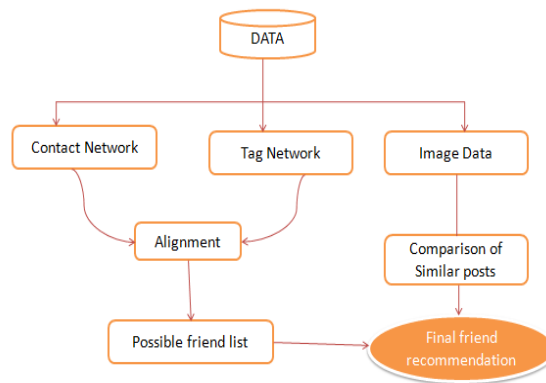 DATA
Contact Network
Tag Network
Image Data
Alignment
Comparison of
Similar posts
Possible friend list
Final friend
recommendation